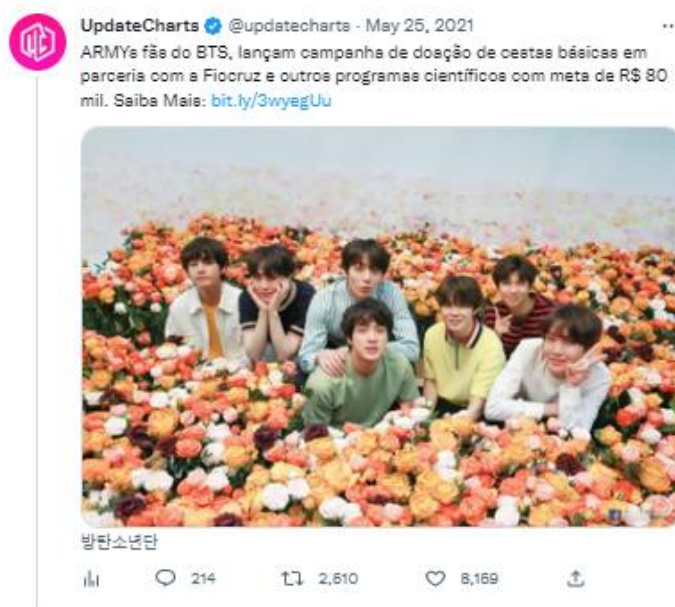 UpdateCharts @updatecharts · May 25, 2021
ARMYs fãs do BTS, lançam campanha de doação de cestas básicas em
parceria com a Fiocruz e outros programas científicos com meta de R$ 80
mil. Saiba Mais: bit.ly/3wyegUu
방탄소년단
214 2,510 8,159